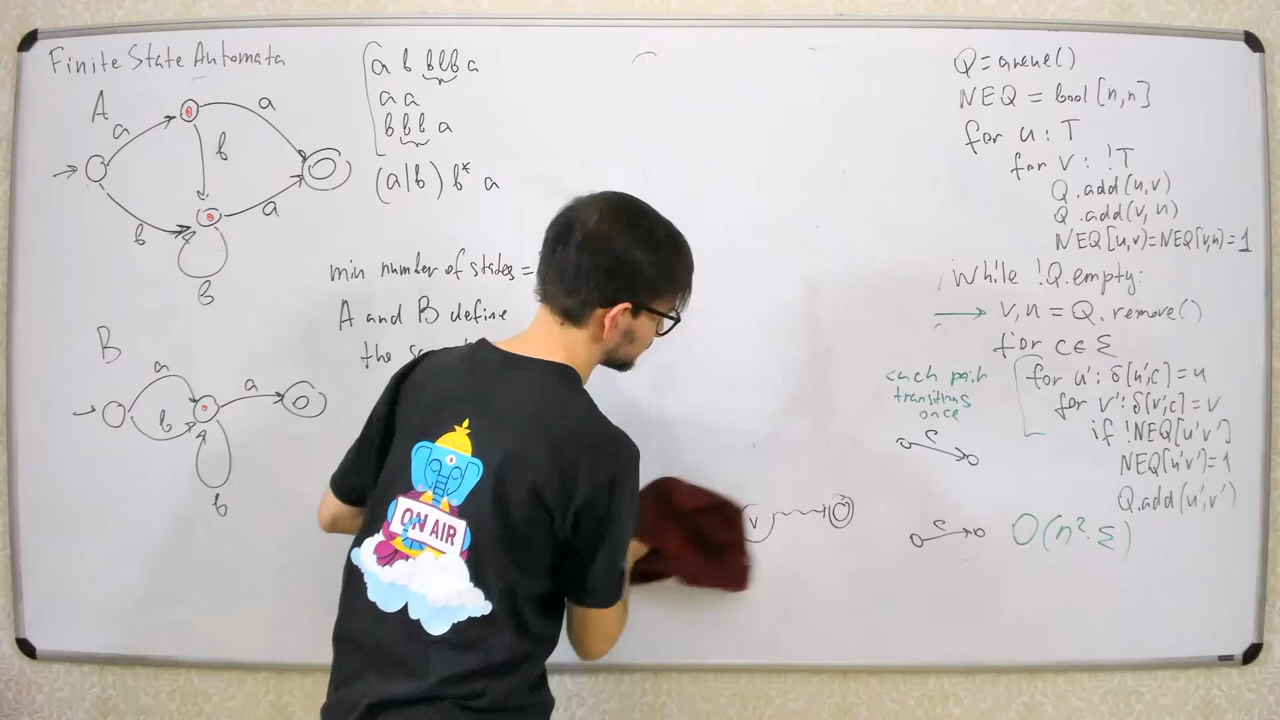 Finite State Automata
A
a
a
b
b
a
b
B
a
b
a
b
a b bbb a
a a
b b b a
(a|b) b* a
min number of states =
A and B define
the
v
ON AIR
Q = queue()
NEQ = bool[n,n]
for u : T
for v : !T
Q.add(u,v)
Q.add(v,u)
NEQ[u,v)=NEQ[v,u)=1
While !Q.empty:
v,u = Q.remove()
for c∈Σ
for u' : δ(u',c) = u
for v' : δ(v',c) = v
if !NEQ[u'v']
NEQ[u'v']=1
Q.add(u',v')
each pair
transitions
once
c
c
O(n²·Σ)